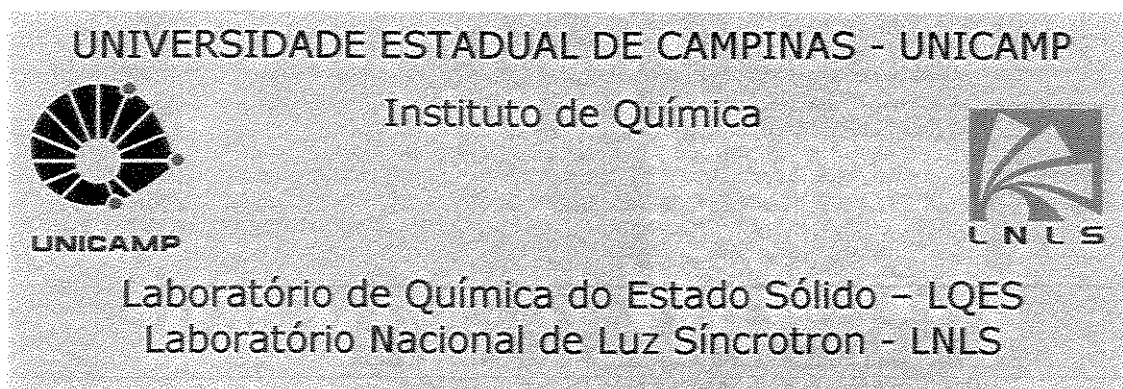 UNIVERSIDADE ESTADUAL DE CAMPINAS - UNICAMP
Instituto de Química
UNICAMP
LNLS
Laboratório de Química do Estado Sólido – LQES
Laboratório Nacional de Luz Síncrotron - LNLS